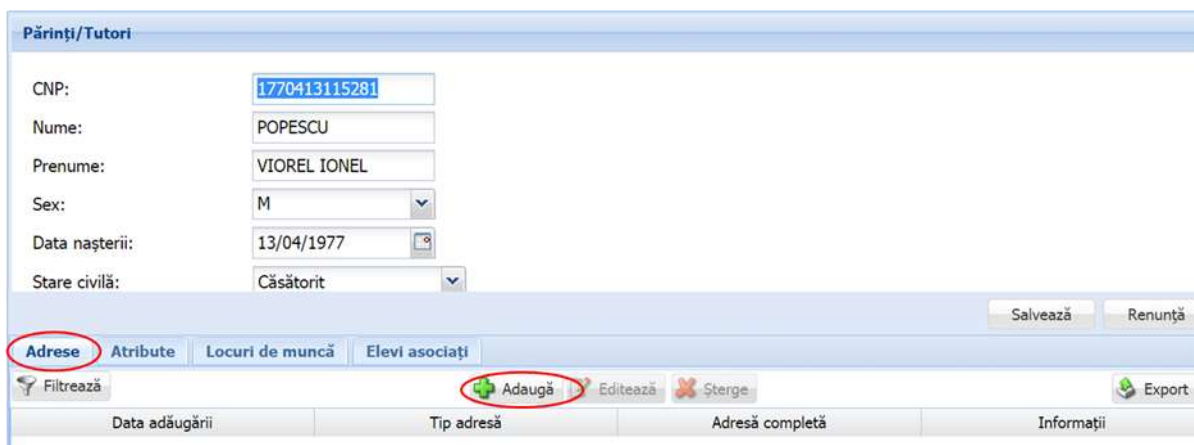 Părinți/Tutori
CNP: 1770413115281
Nume: POPESCU
Prenume: VIOREL IONEL
Sex: M
Data nașterii: 13/04/1977
Stare civilă: Căsătorit
Salvează Renunță
Adrese Atribute Locuri de muncă Elevi asociați
Filtrează Adaugă Editează Șterge Export
Data adăugării Tip adresă Adresă completă Informații